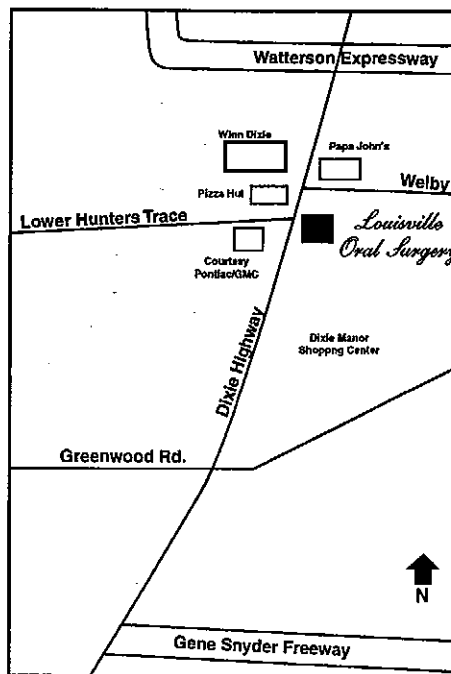 Watterson Expressway
Winn Dixie
Papa John's
Pizza Hut
Welby
Lower Hunters Trace
Louisville
Oral Surgery
Courtesy
Pontiac/GMC
Dixie Highway
Dixie Manor
Shoppng Center
Greenwood Rd.
N
Gene Snyder Freeway